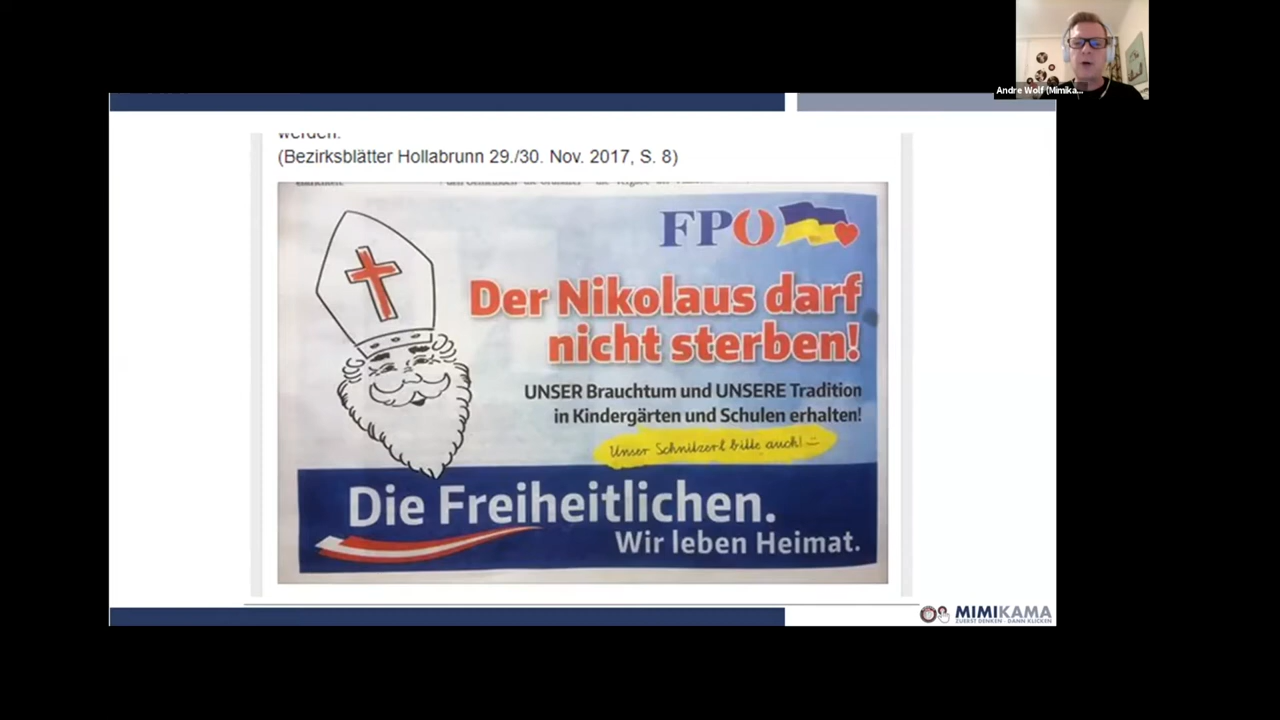 Andre Wolf (Mimika...
werden.
(Bezirksblätter Hollabrunn 29./30. Nov. 2017, S. 8)
FPÖ
Der Nikolaus darf
nicht sterben!
UNSER Brauchtum und UNSERE Tradition
in Kindergärten und Schulen erhalten!
Unser Schnitzerl bitte auch!
Die Freiheitlichen.
Wir leben Heimat.
MIMIKAMA
ZUERST DENKEN - DANN KLICKEN